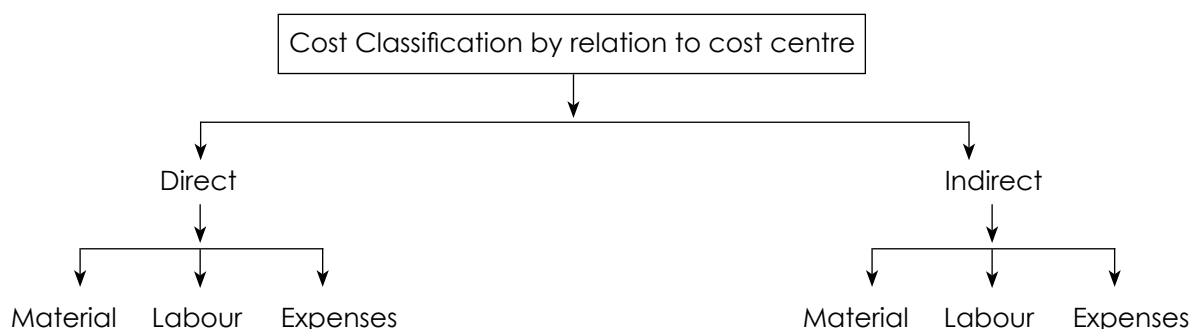 Cost Classification by relation to cost centre
Direct Indirect
Material Labour Expenses Material Labour Expenses